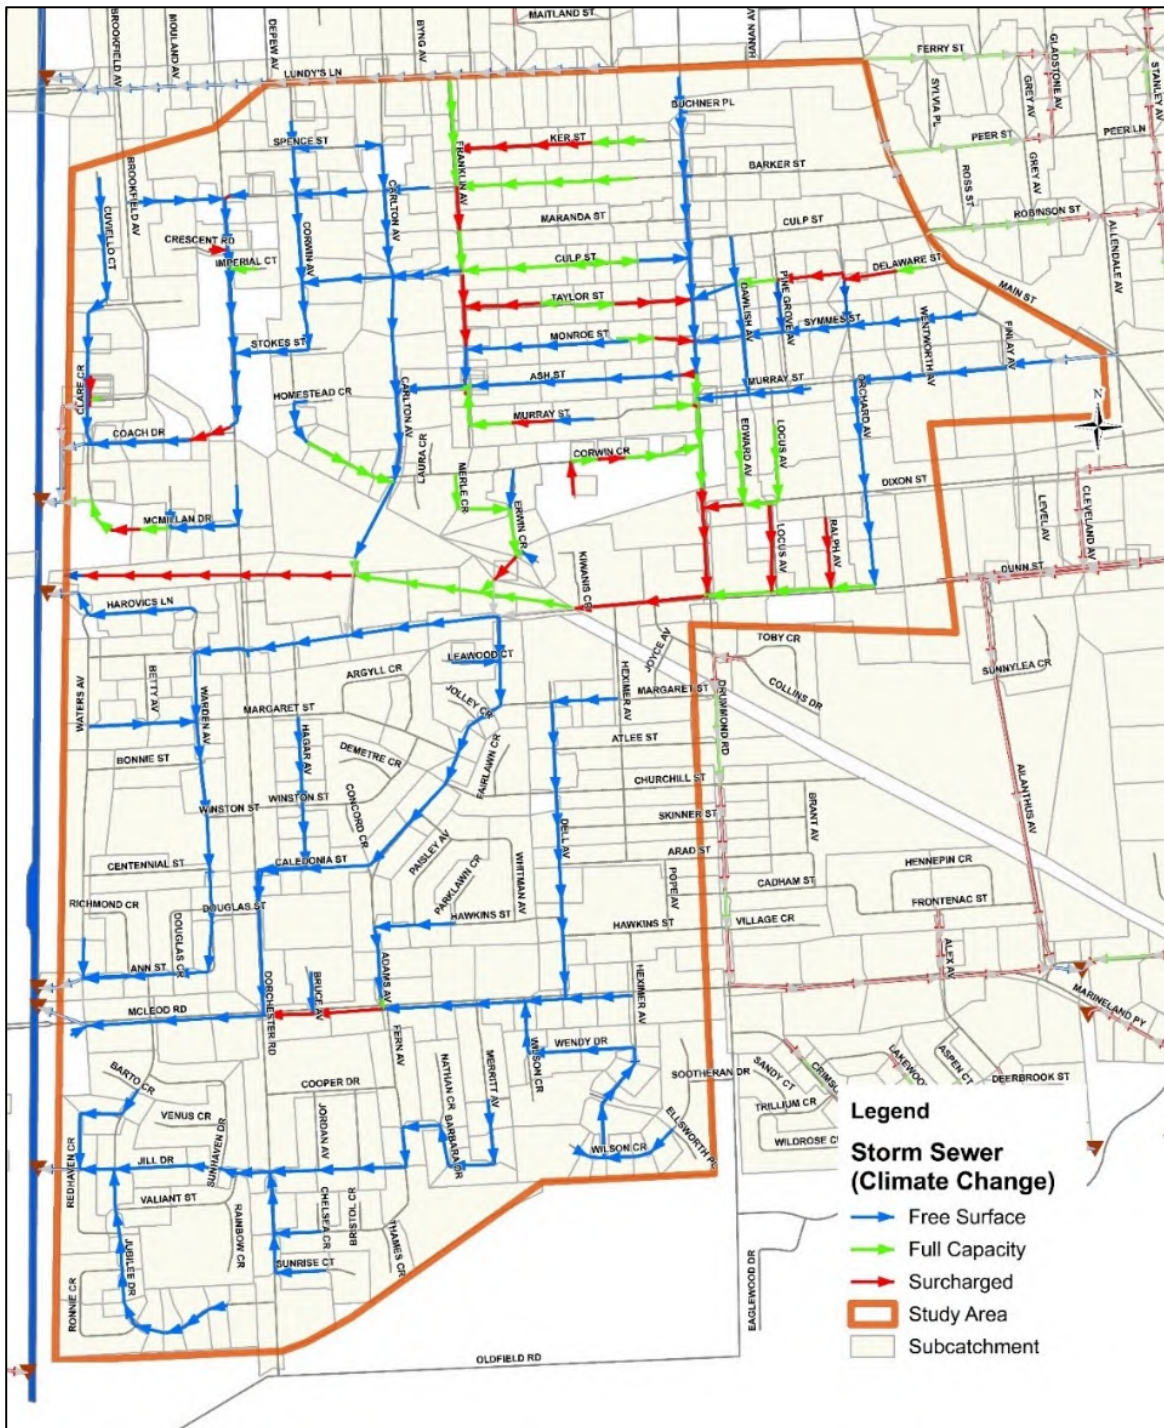 MAITLAND ST
BROOKFIELD AV
MOULAND AV
DEPEW AV
BYNG AV
HANAN AV
FERRY ST
GLADSTONE AV
STANLEY AV
LUNDY'S LN
BUCHNER PL
SYLVIA PL
GREY AV
PEER ST
PEER LN
SPENCE ST
KER ST
FRANKLIN AV
BARKER ST
ROSS ST
GREY AV
BROOKFIELD AV
CUVIELLO CT
CARLTON AV
MARANDA ST
CULP ST
ROBINSON ST
ALLENDALE AV
CRESCENT RD
IMPERIAL CT
CORWIN AV
CULP ST
DELAWARE ST
MAIN ST
TAYLOR ST
DAWLISH AV
PINE GROVE AV
SYMMES ST
WENTWORTH AV
FINLAY AV
STOKES ST
MONROE ST
CLARE CR
HOMESTEAD CR
CARLTON AV
ASH ST
MURRAY ST
ORCHARD AV
N
COACH DR
MURRAY ST
LAURA CR
CORWIN CR
EDWARD AV
LOCUS AV
MERLE CR
DIXON ST
MCMILLAN DR
ERWIN CR
LOCUS AV
RALPH AV
LEVEL AV
CLEVELAND AV
KIWANIS CR
DUNN ST
HAROVICS LN
TOBY CR
JOYCE AV
LEAWOOD CT
SUNNYLEA CR
WATERS AV
BETTY AV
WARDEN AV
ARGYLL CR
JOLLEY CR
HEXIMER AV
MARGARET ST
COLLINS DR
DRUMMOND RD
MARGARET ST
HAGAR AV
ATLEE ST
BONNIE ST
DEMETRE CR
FAIRLAWN CR
CHURCHILL ST
AILANTHUS AV
WINSTON ST
WINSTON ST
CONCORD CR
SKINNER ST
BRANT AV
DELL AV
CENTENNIAL ST
CALEDONIA ST
PAISLEY AV
ARAD ST
HENNEPIN CR
PARKLAWN CR
WHITMAN AV
POPE AV
CADHAM ST
RICHMOND CR
DOUGLAS ST
HAWKINS ST
HAWKINS ST
VILLAGE CR
FRONTENAC ST
DOUGLAS CR
ANN ST
ADAMS AV
ALEX AV
DORCHESTER RD
BRUCE AV
HEXIMER AV
MARINELAND PY
MCLEOD RD
FERN AV
WENDY DR
BARTO CR
NATHAN CR
MERRITT AV
WILSON CR
SOOTHERAN DR
SANDY CT
ASPEN CT
COOPER DR
DEERBROOK ST
VENUS CR
TRILLIUM CR
SUNHAVEN DR
JORDAN AV
BARBARA DR
WILSON CR
ELLSWORTH PL
REDHAVEN CR
JILL DR
VALIANT ST
RAINBOW CR
CHELSEA CR
BRISTOL CR
THAMES CR
JUBILEE DR
SUNRISE CT
RONNIE CR
EAGLEWOOD DR
OLDFIELD RD
Legend
Storm Sewer
(Climate Change)
Free Surface
Full Capacity
Surcharged
Study Area
Subcatchment